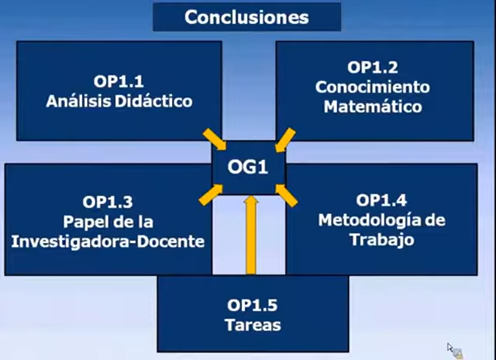 Conclusiones
OP1.1
Análisis Didáctico
OP1.2
Conocimiento
Matemático
OG1
OP1.3
Papel de la
Investigadora-Docente
OP1.4
Metodología de
Trabajo
OP1.5
Tareas